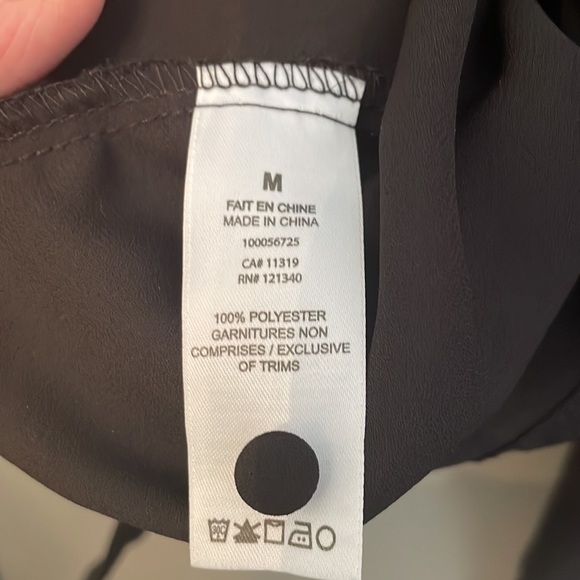 M
FAIT EN CHINE
MADE IN CHINA
100056725
CA# 11319
RN# 121340
100% POLYESTER
GARNITURES NON
COMPRISES / EXCLUSIVE
OF TRIMS